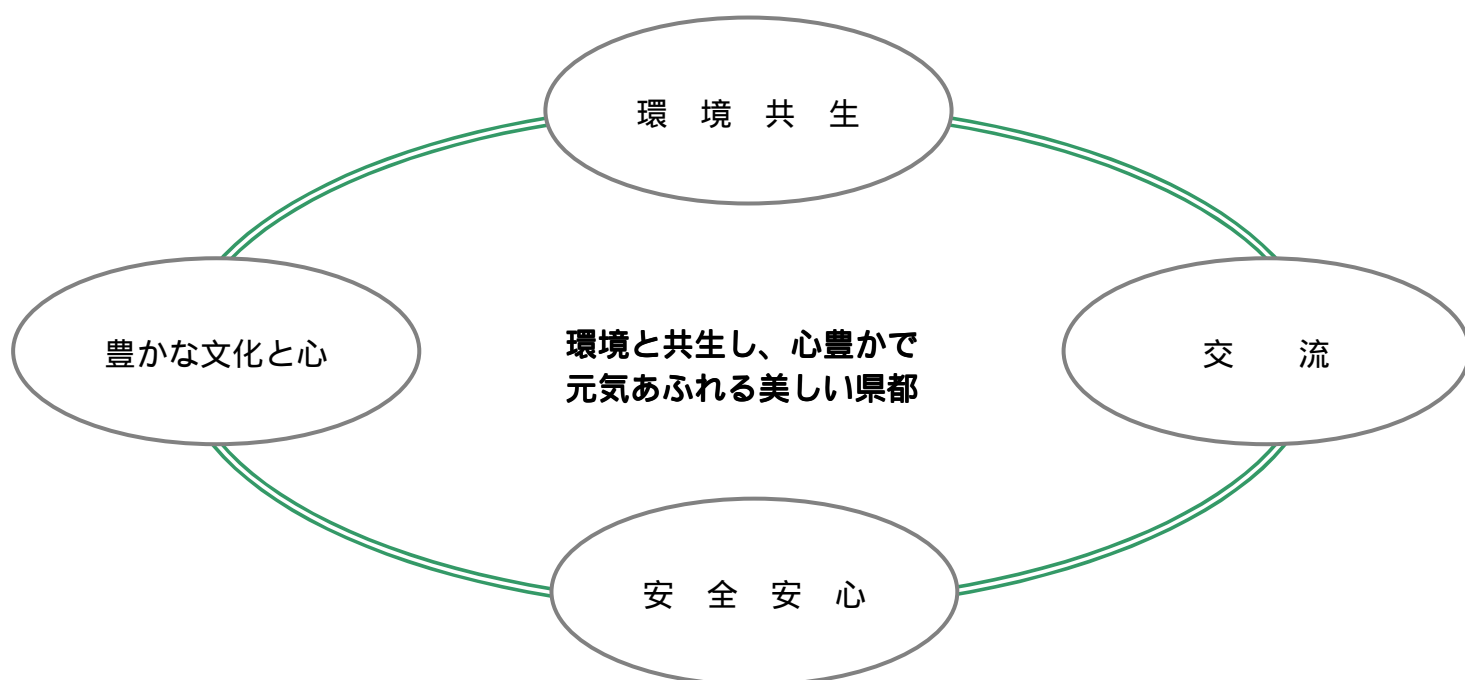 環　境　共　生
豊かな文化と心
環境と共生し、心豊かで
元気あふれる美しい県都
交　　流
安　全　安　心